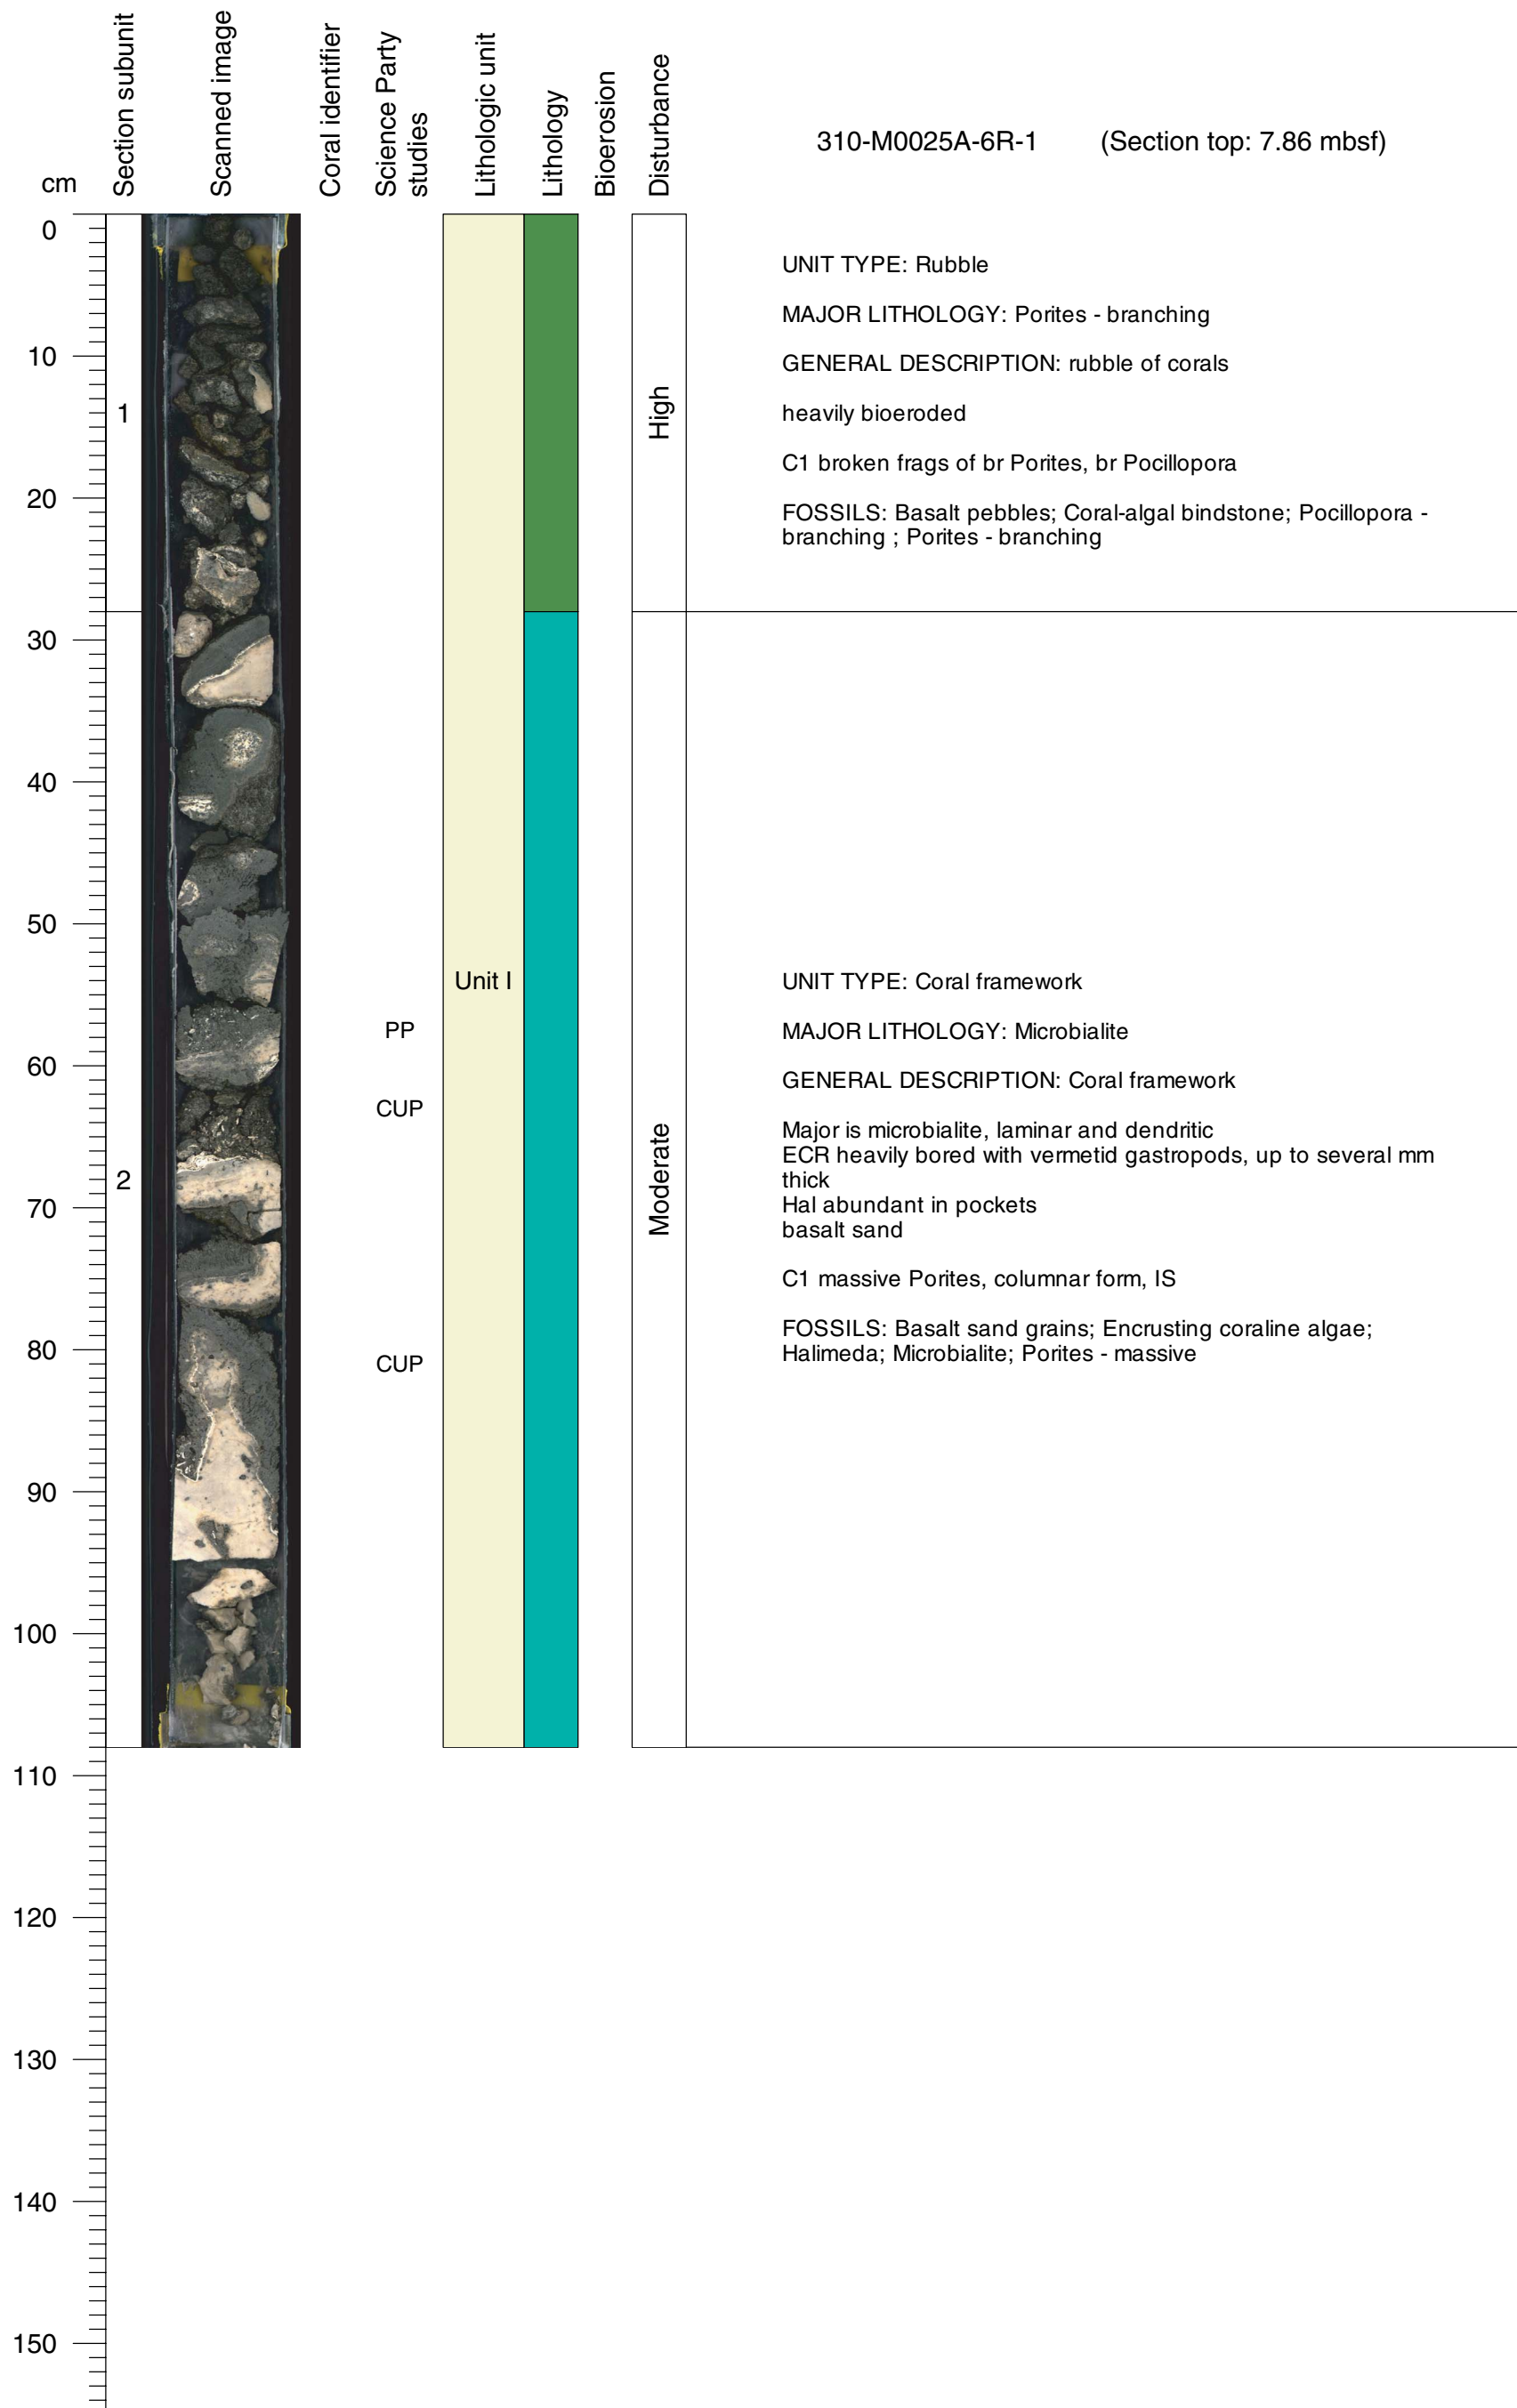 Section subunit
Scanned image
Coral identifier
Science Party
studies
Lithologic unit
Lithology
Bioerosion
Disturbance
310-M0025A-6R-1 (Section top: 7.86 mbsf)
cm
0
10
20
30
40
50
60
70
80
90
100
110
120
130
140
150
1
2
PP
CUP
CUP
Unit I
High
Moderate
UNIT TYPE: Rubble
MAJOR LITHOLOGY: Porites - branching
GENERAL DESCRIPTION: rubble of corals
heavily bioeroded
C1 broken frags of br Porites, br Pocillopora
FOSSILS: Basalt pebbles; Coral-algal bindstone; Pocillopora -
branching ; Porites - branching
UNIT TYPE: Coral framework
MAJOR LITHOLOGY: Microbialite
GENERAL DESCRIPTION: Coral framework
Major is microbialite, laminar and dendritic
ECR heavily bored with vermetid gastropods, up to several mm
thick
Hal abundant in pockets
basalt sand
C1 massive Porites, columnar form, IS
FOSSILS: Basalt sand grains; Encrusting coraline algae;
Halimeda; Microbialite; Porites - massive